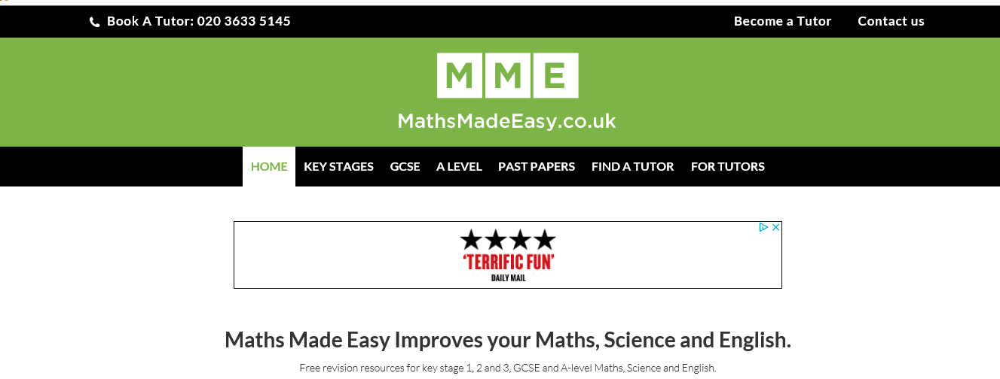 Book A Tutor: 020 3633 5145
Become a Tutor
Contact us
MME
MathsMadeEasy.co.uk
HOME KEY STAGES GCSE A LEVEL PAST PAPERS FIND A TUTOR FOR TUTORS
'TERRIFIC FUN'
DAILY MAIL
Maths Made Easy Improves your Maths, Science and English.
Free revision resources for key stage 1, 2 and 3, GCSE and A-level Maths, Science and English.